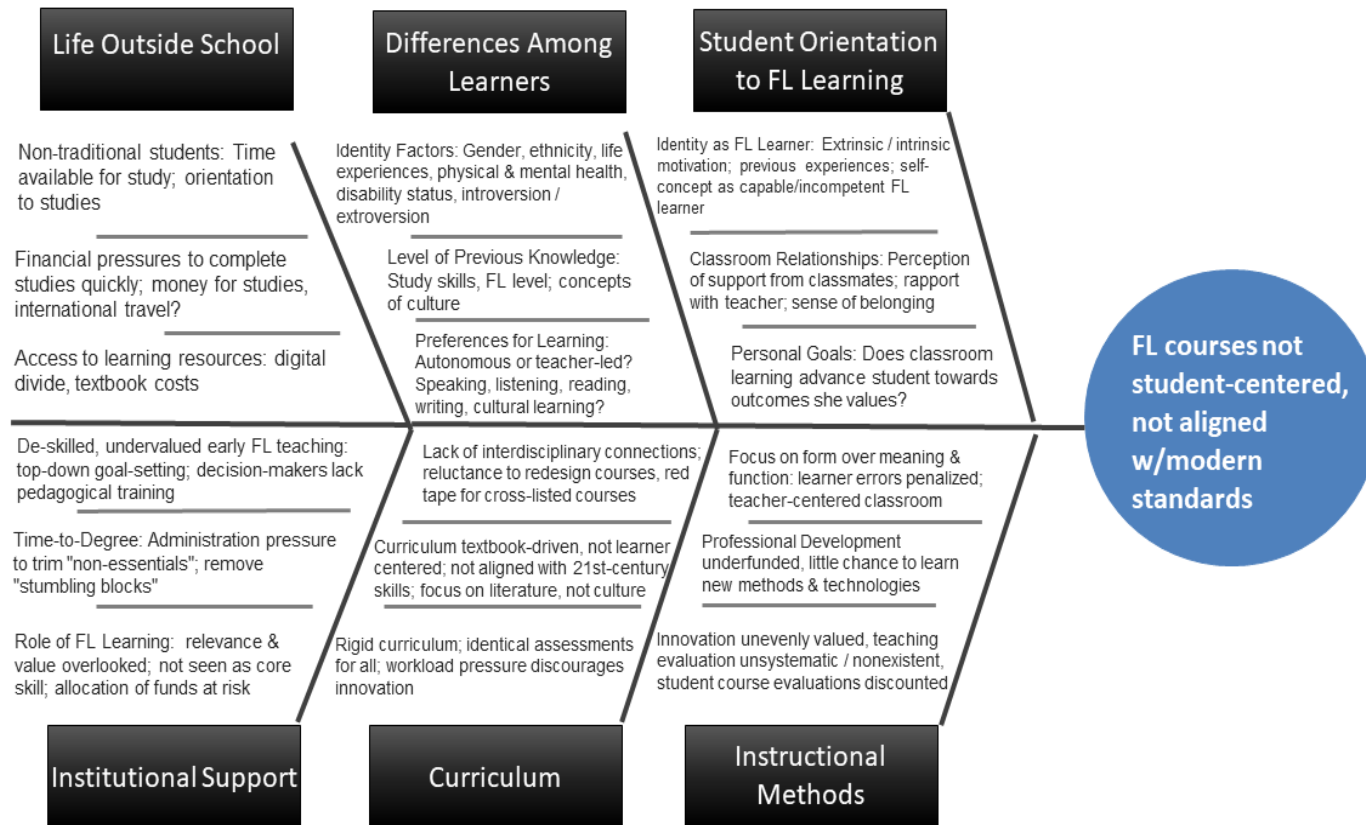 Life Outside School
Differences Among
Learners
Student Orientation
to FL Learning
Non-traditional students: Time
available for study; orientation
to studies
Financial pressures to complete
studies quickly; money for studies,
international travel?
Access to learning resources: digital
divide, textbook costs
Identity Factors: Gender, ethnicity, life
experiences, physical & mental health,
disability status, introversion /
extroversion
Level of Previous Knowledge:
Study skills, FL level; concepts
of culture
Preferences for Learning:
Autonomous or teacher-led?
Speaking, listening, reading,
writing, cultural learning?
Identity as FL Learner: Extrinsic / intrinsic
motivation; previous experiences; self-
concept as capable/incompetent FL
learner
Classroom Relationships: Perception
of support from classmates; rapport
with teacher; sense of belonging
Personal Goals: Does classroom
learning advance student towards
outcomes she values?
FL courses not
student-centered,
not aligned
w/modern
standards
De-skilled, undervalued early FL teaching:
top-down goal-setting; decision-makers lack
pedagogical training
Time-to-Degree: Administration pressure
to trim "non-essentials"; remove
"stumbling blocks"
Role of FL Learning: relevance &
value overlooked; not seen as core
skill; allocation of funds at risk
Lack of interdisciplinary connections;
reluctance to redesign courses, red
tape for cross-listed courses
Curriculum textbook-driven, not learner
centered; not aligned with 21st-century
skills; focus on literature, not culture
Rigid curriculum; identical assessments
for all; workload pressure discourages
innovation
Focus on form over meaning &
function: learner errors penalized;
teacher-centered classroom
Professional Development
underfunded, little chance to learn
new methods & technologies
Innovation unevenly valued, teaching
evaluation unsystematic / nonexistent,
student course evaluations discounted
Institutional Support
Curriculum
Instructional
Methods